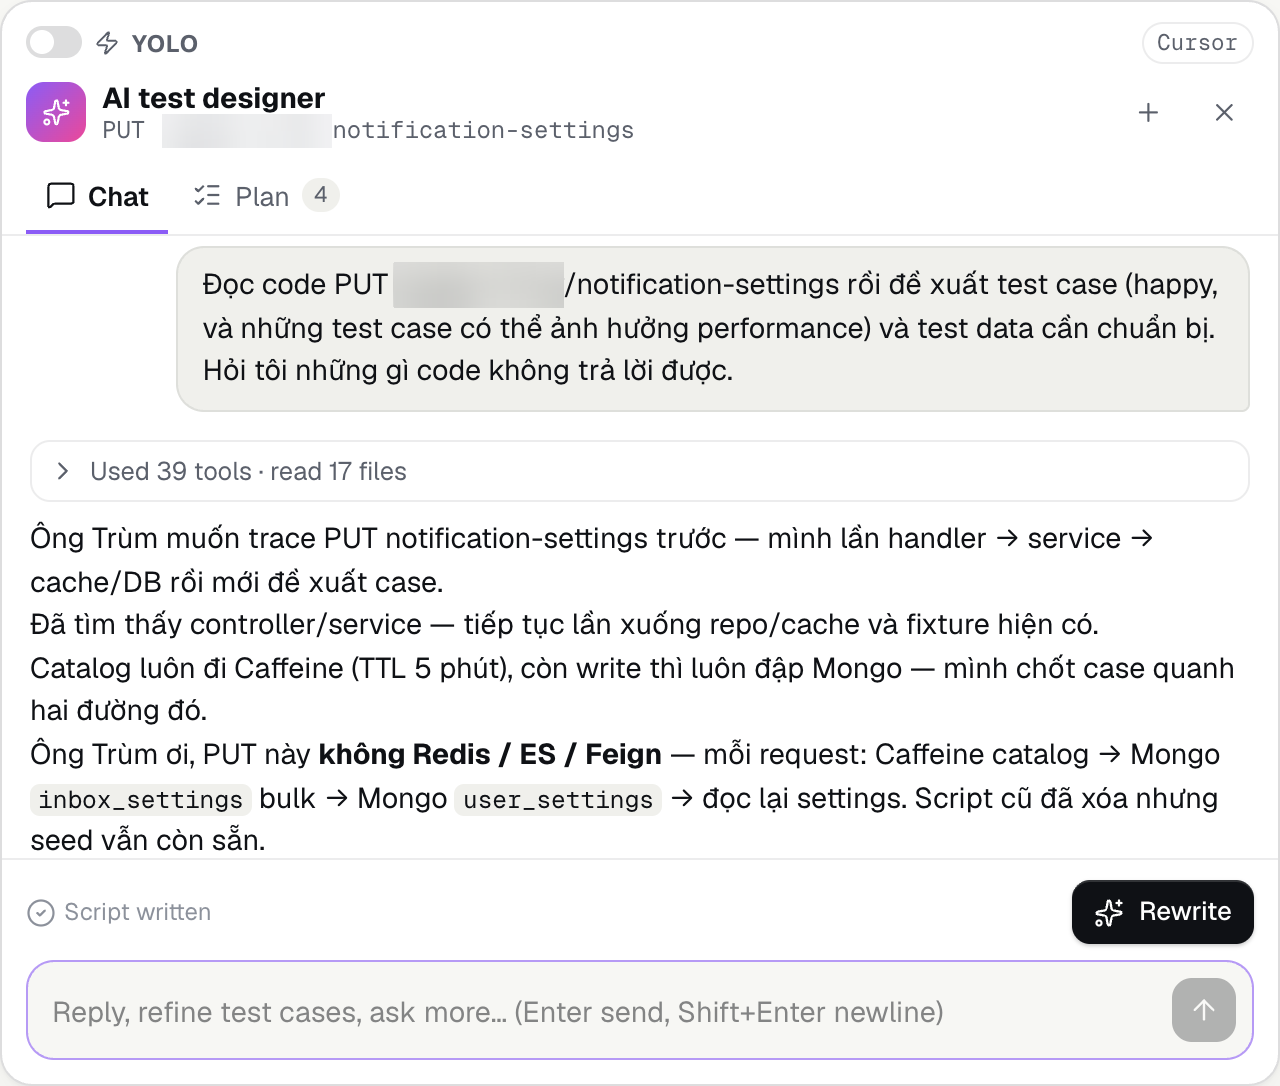 YOLO
Cursor
AI test designer
PUT notification-settings
Chat
Plan 4
Đọc code PUT /notification-settings rồi đề xuất test case (happy,
và những test case có thể ảnh hưởng performance) và test data cần chuẩn bị.
Hỏi tôi những gì code không trả lời được.
Used 39 tools · read 17 files
Ông Trùm muốn trace PUT notification-settings trước — mình lần handler → service →
cache/DB rồi mới đề xuất case.
Đã tìm thấy controller/service — tiếp tục lần xuống repo/cache và fixture hiện có.
Catalog luôn đi Caffeine (TTL 5 phút), còn write thì luôn đập Mongo — mình chốt case quanh
hai đường đó.
Ông Trùm ơi, PUT này không Redis / ES / Feign — mỗi request: Caffeine catalog → Mongo
inbox_settings bulk → Mongo user_settings → đọc lại settings. Script cũ đã xóa nhưng
seed vẫn còn sẵn.
Script written
Rewrite
Reply, refine test cases, ask more... (Enter send, Shift+Enter newline)